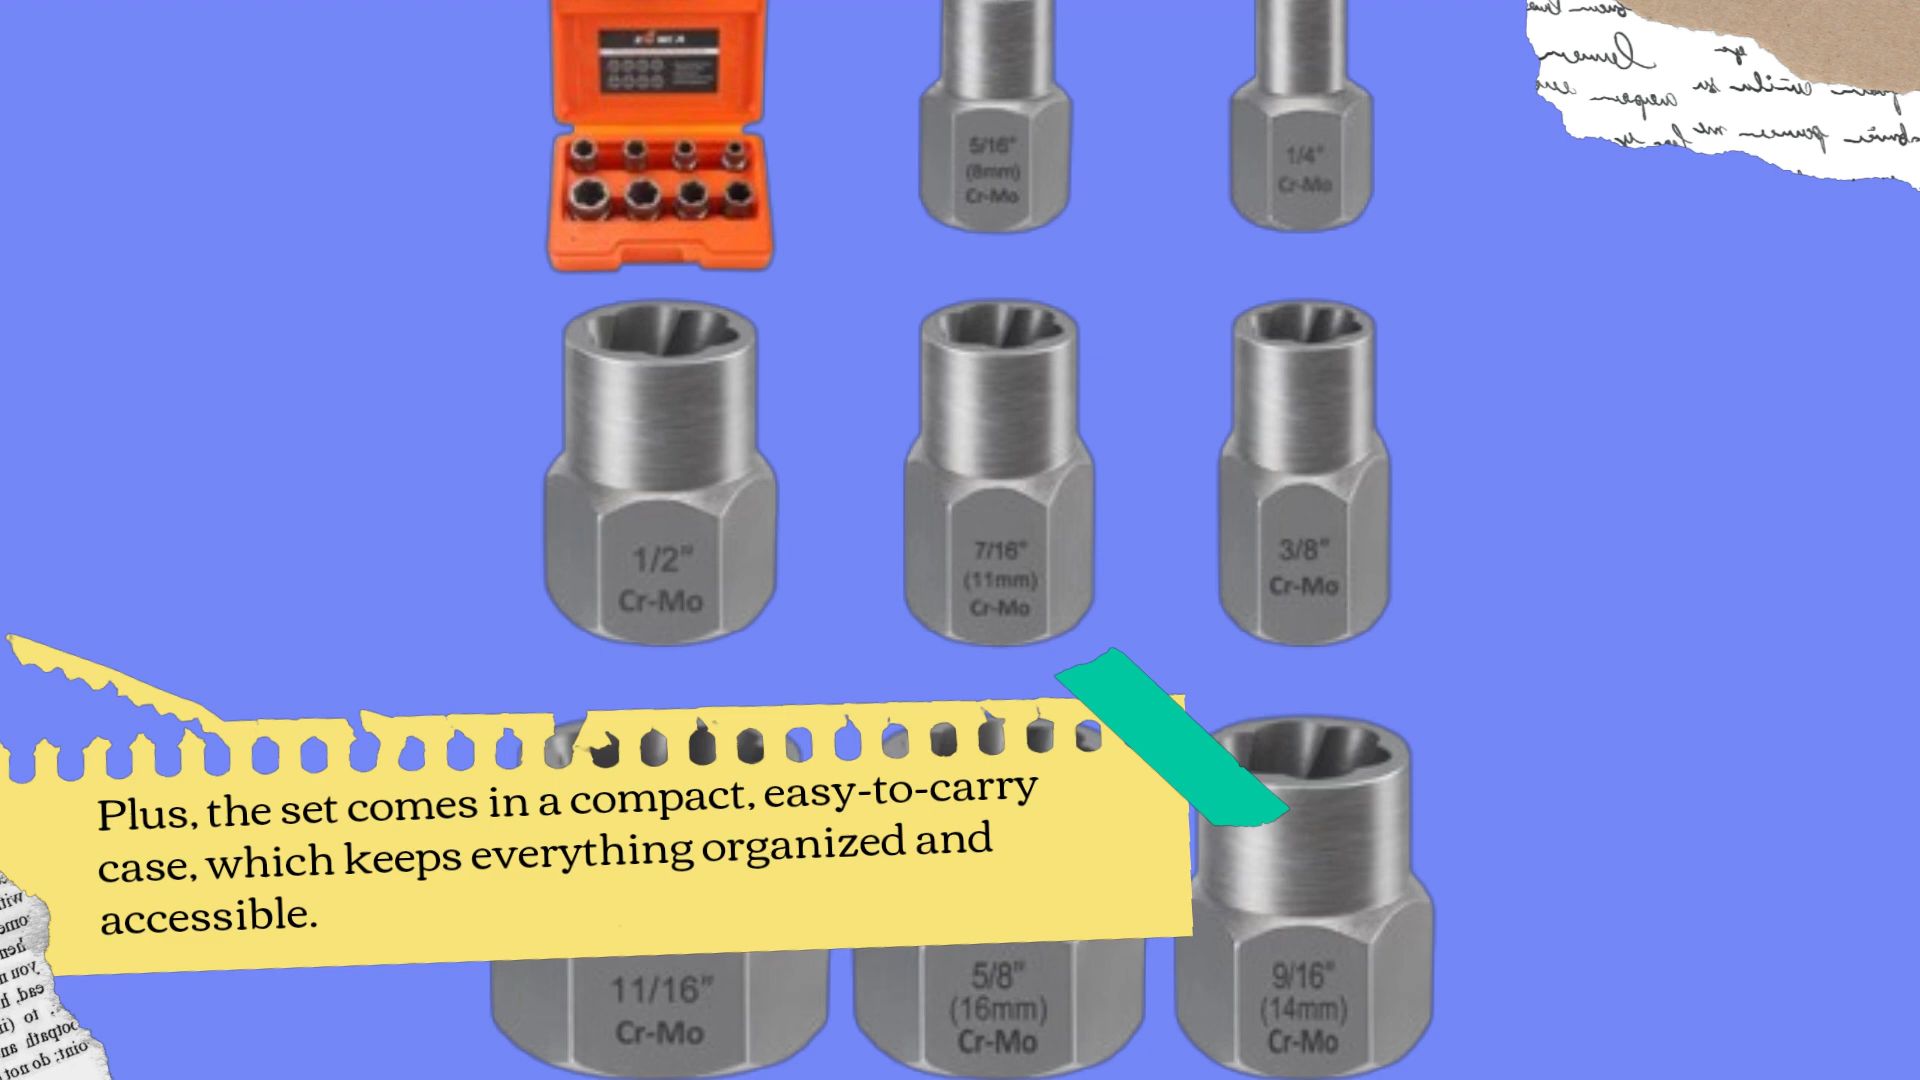 5/16"
(8mm)
Cr-Mo
1/4"
Cr-Mo
1/2"
Cr-Mo
7/16"
(11mm)
Cr-Mo
3/8"
Cr-Mo
Plus, the set comes in a compact, easy-to-carry
case, which keeps everything organized and
accessible.
11/16"
Cr-Mo
5/8"
(16mm)
Cr-Mo
9/16"
(14mm)
Cr-Mo